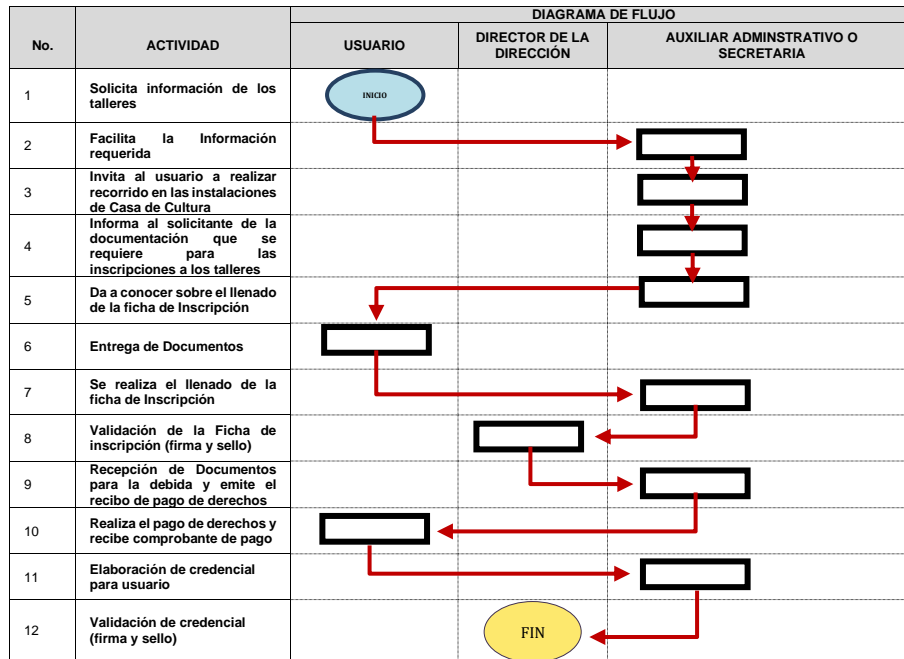 DIAGRAMA DE FLUJO
No.
ACTIVIDAD
USUARIO
DIRECTOR DE LA
DIRECCIÓN
AUXILIAR ADMINSTRATIVO O
SECRETARIA
1
Solicita información de los
talleres
INICIO
2
Facilita la Información
requerida
3
Invita al usuario a realizar
recorrido en las instalaciones
de Casa de Cultura
4
Informa al solicitante de la
documentación que se
requiere para las
inscripciones a los talleres
5
Da a conocer sobre el llenado
de la ficha de Inscripción
6
Entrega de Documentos
7
Se realiza el llenado de la
ficha de Inscripción
8
Validación de la Ficha de
inscripción (firma y sello)
9
Recepción de Documentos
para la debida y emite el
recibo de pago de derechos
10
Realiza el pago de derechos y
recibe comprobante de pago
11
Elaboración de credencial
para usuario
12
Validación de credencial
(firma y sello)
FIN